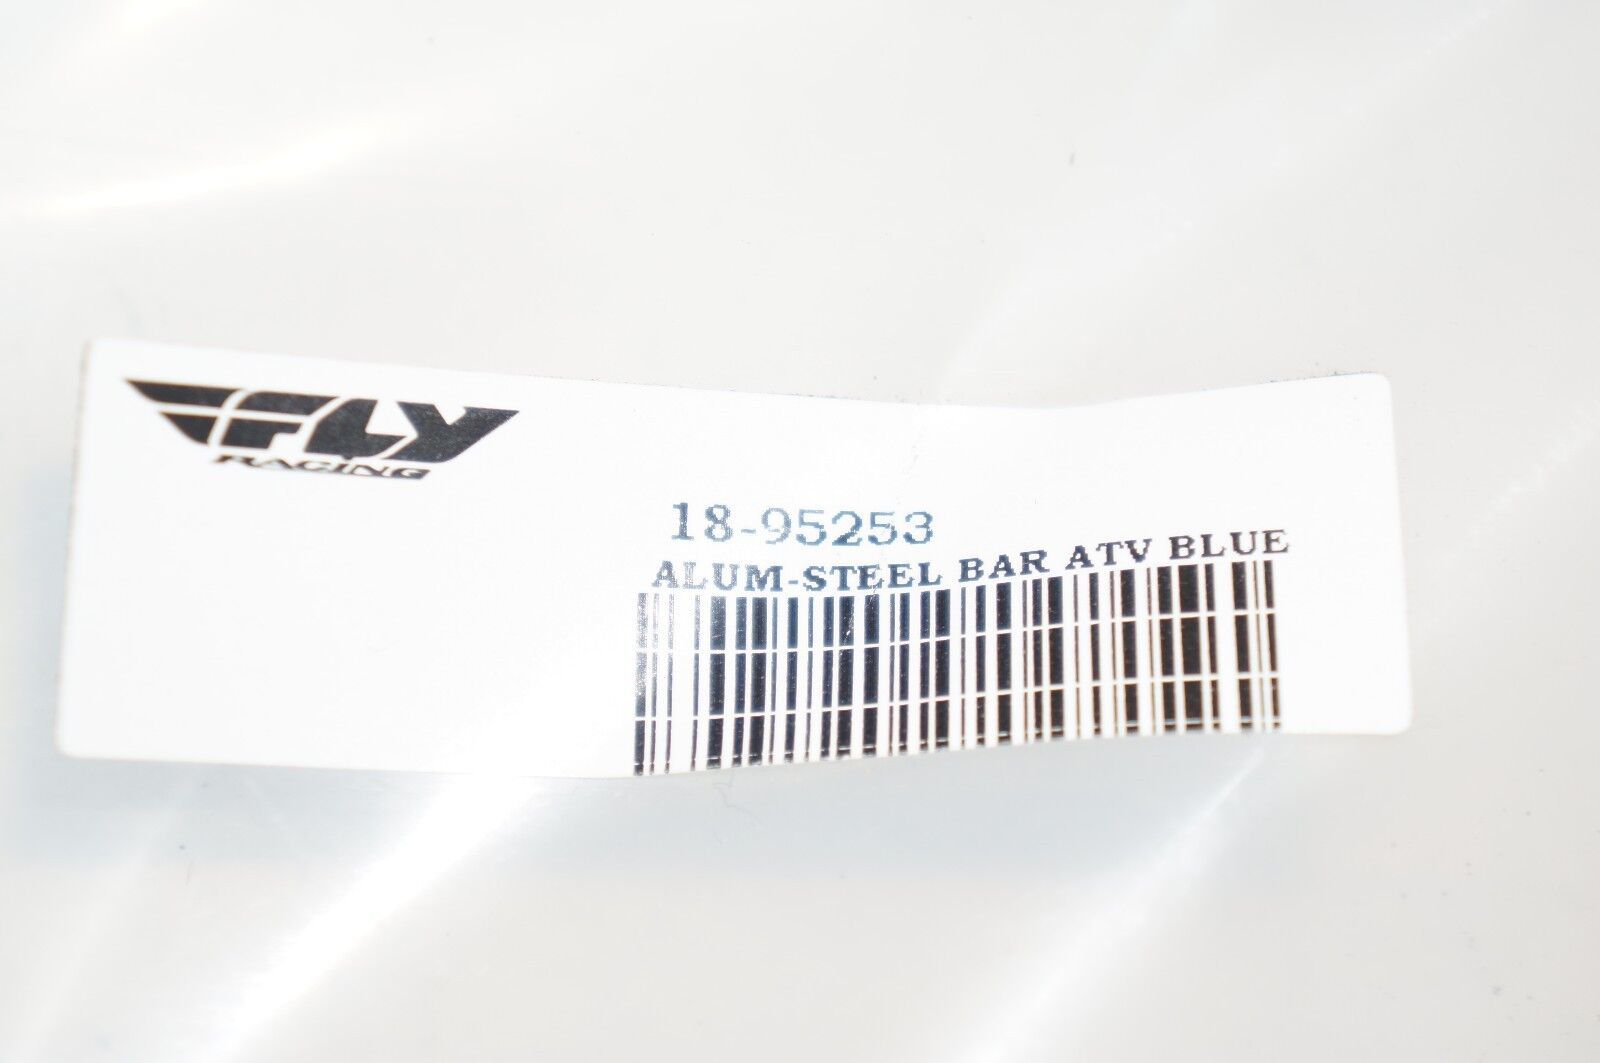 FLY
RACING
18-95253
ALUM-STEEL BAR ATV BLUE